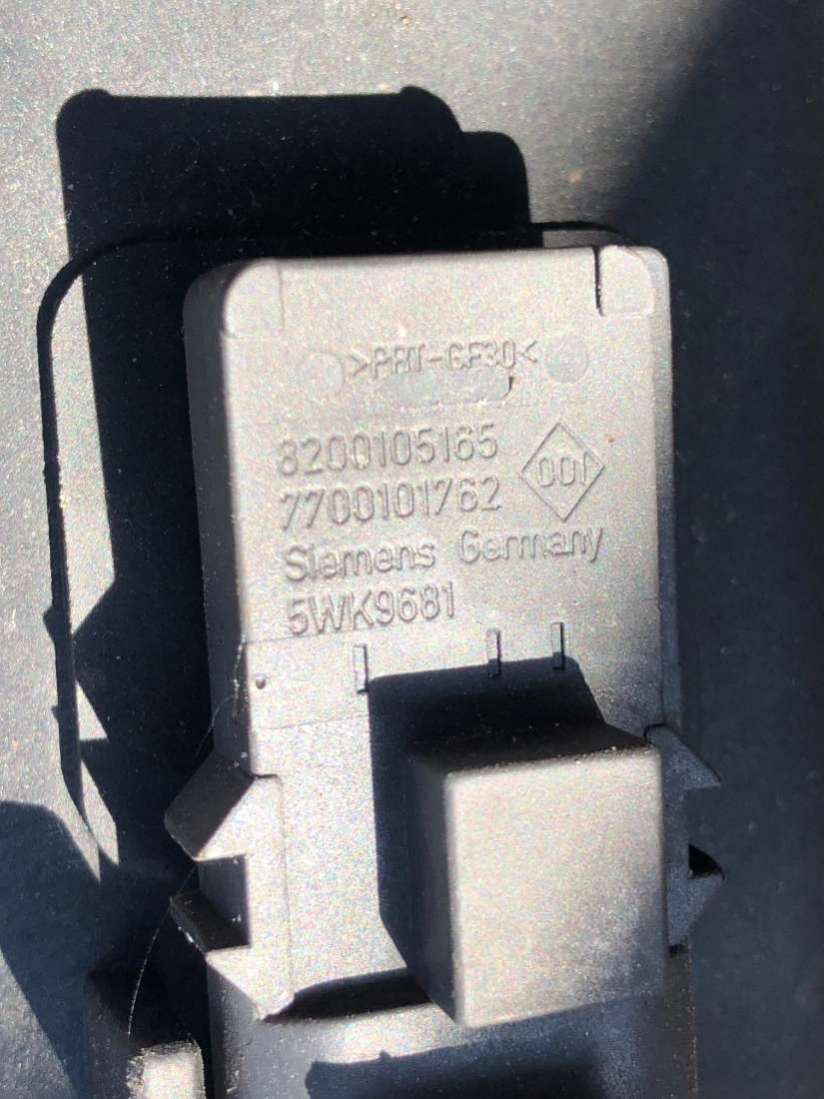 >PBT-GF30<
8200105165
7700101762
001
Siemens Germany
5WK9681